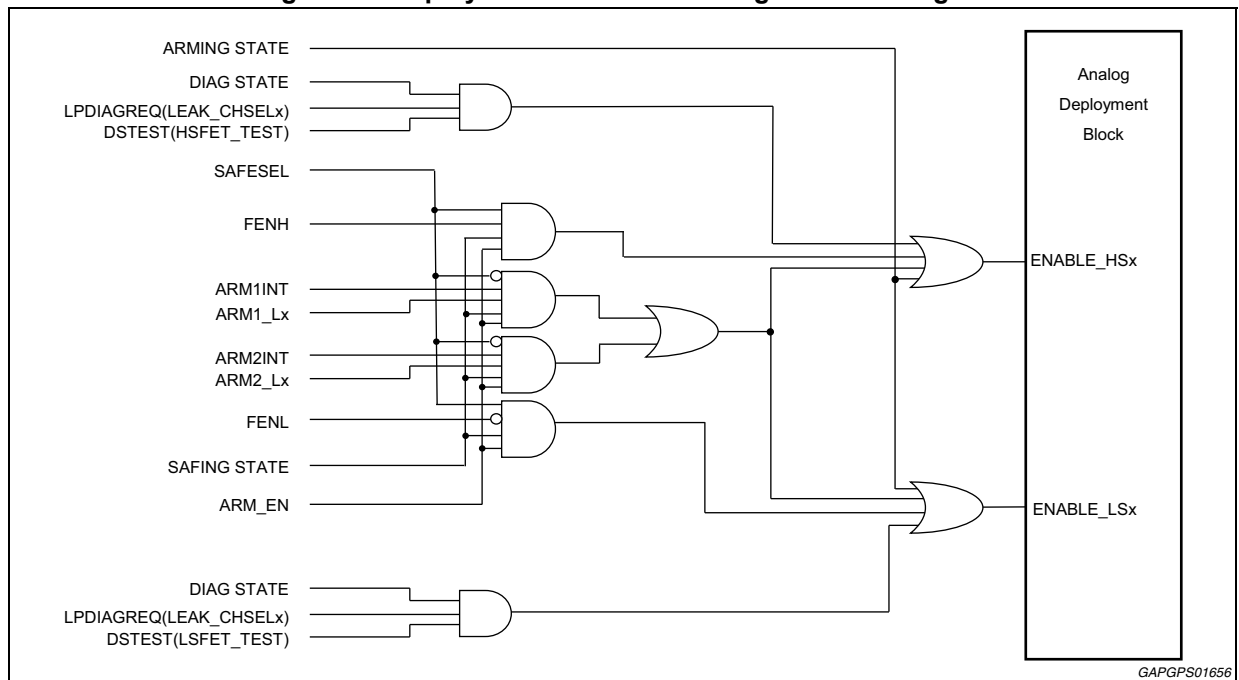 ARMING STATE
DIAG STATE
LPDIAGREQ(LEAK_CHSELx)
DSTEST(HSFET_TEST)
SAFESEL
FENH
ARM1INT
ARM1_Lx
ARM2INT
ARM2_Lx
FENL
SAFING STATE
ARM_EN
DIAG STATE
LPDIAGREQ(LEAK_CHSELx)
DSTEST(LSFET_TEST)
Analog
Deployment
Block
ENABLE_HSx
ENABLE_LSx
GAPGPS01656